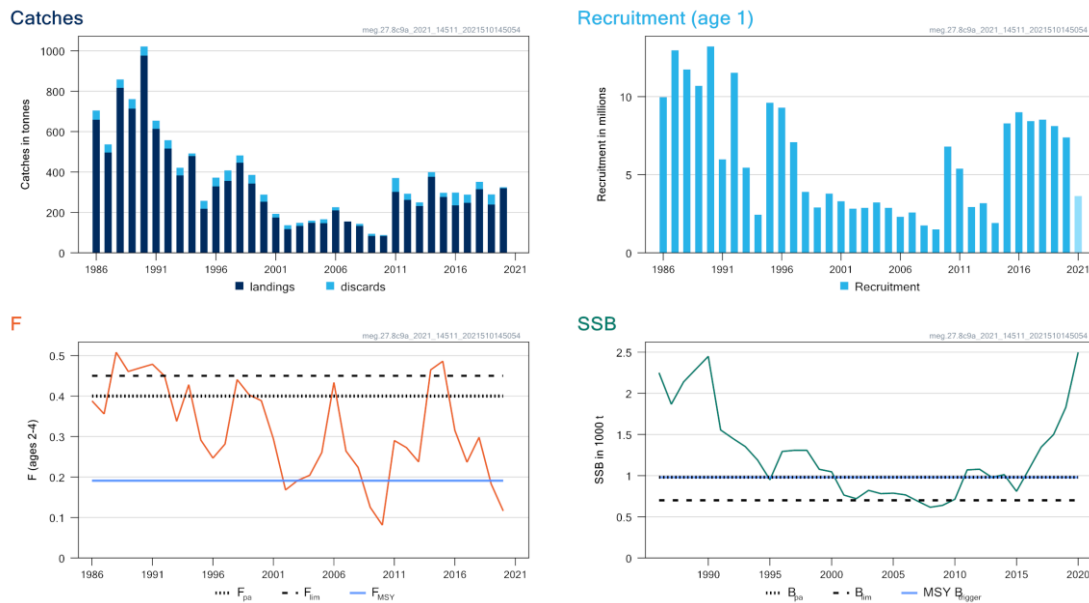 Catches
meg.27.8c9a_2021_14511_2021510145054
Catches in tonnes
1000
800
600
400
200
0
1986 1991 1996 2001 2006 2011 2016 2021
landings discards
Recruitment (age 1)
meg.27.8c9a_2021_14511_2021510145054
Recruitment in millions
10
5
0
1986 1991 1996 2001 2006 2011 2016 2021
Recruitment
F
meg.27.8c9a_2021_14511_2021510145054
F (ages 2-4)
0.5
0.4
0.3
0.2
0.1
0
1986 1991 1996 2001 2006 2011 2016 2021
Fpa Flim FMSY
SSB
meg.27.8c9a_2021_14511_2021510145054
SSB in 1000 t
2.5
2
1.5
1
0.5
0
1990 1995 2000 2005 2010 2015 2020
Bpa Blim MSY Btrigger